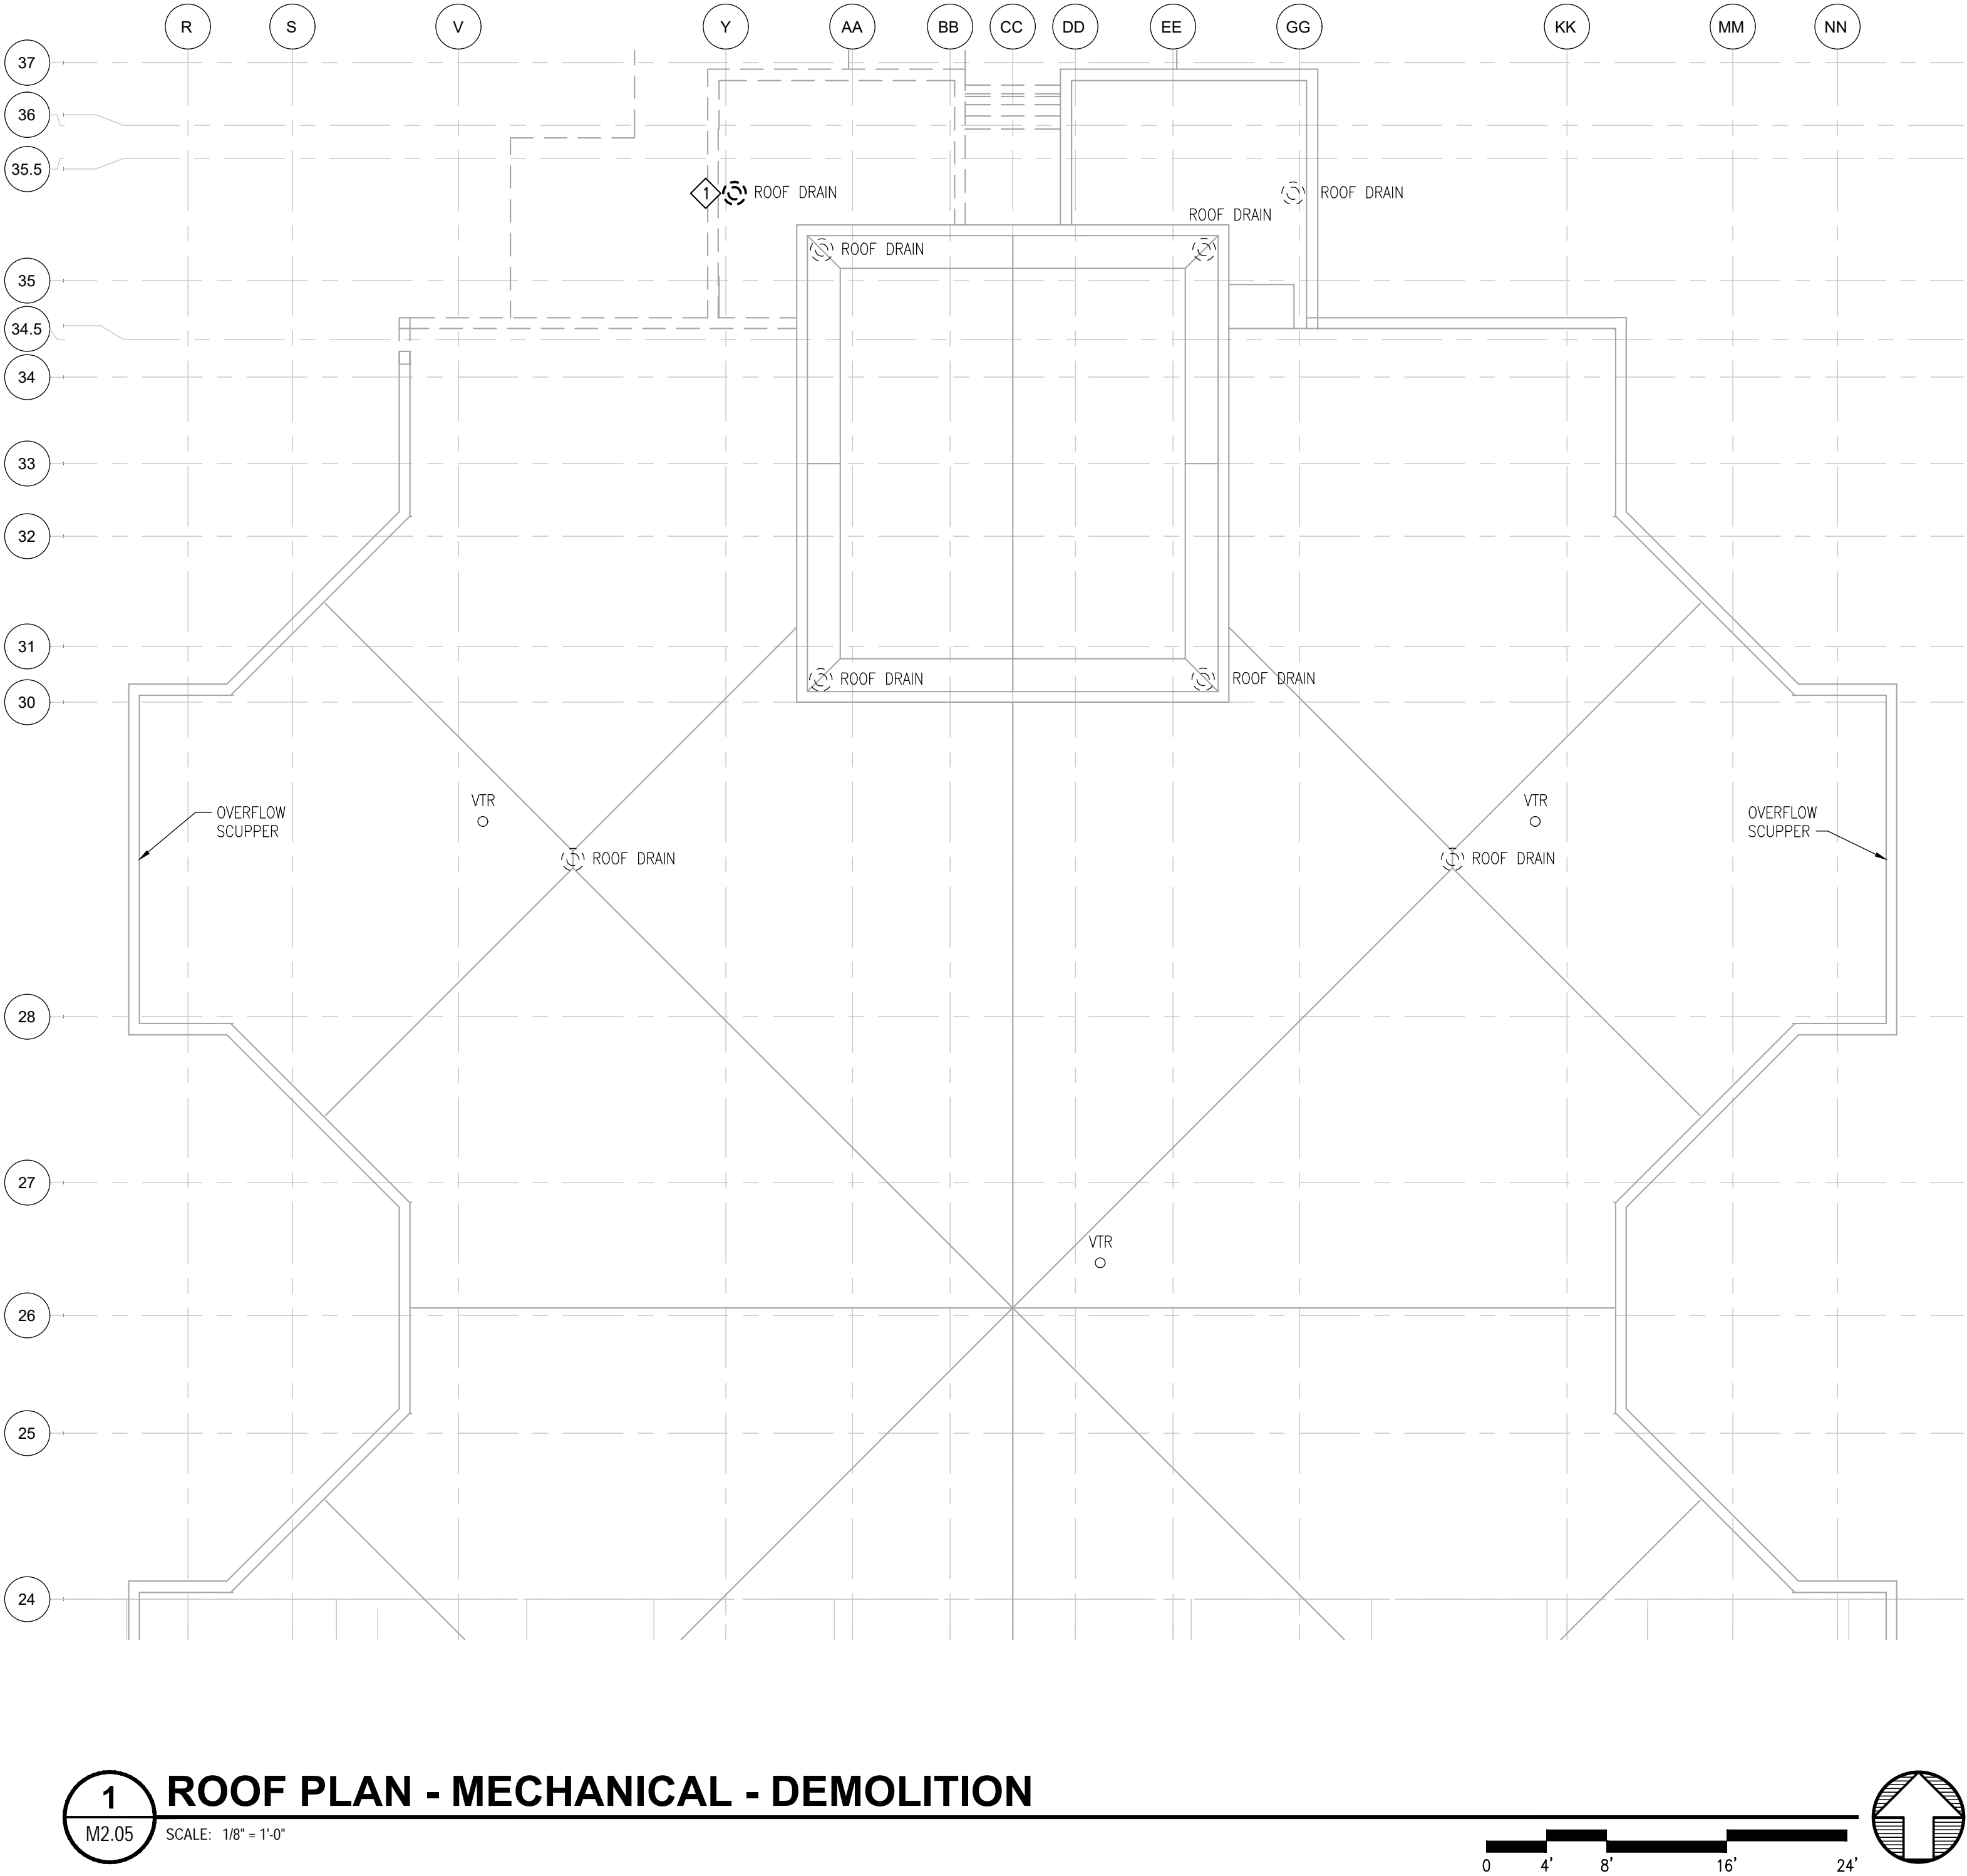 R S V Y AA BB CC DD EE GG KK MM NN
37
36
35.5
1 ROOF DRAIN ROOF DRAIN
ROOF DRAIN
ROOF DRAIN
35
34.5
34
33
32
31
ROOF DRAIN ROOF DRAIN
30
VTR VTR
OVERFLOW OVERFLOW
SCUPPER SCUPPER
ROOF DRAIN ROOF DRAIN
28
27
VTR
26
25
24
1
ROOF PLAN - MECHANICAL - DEMOLITION
M2.05 SCALE: 1/8" = 1'-0"
0 4' 8' 16' 24'